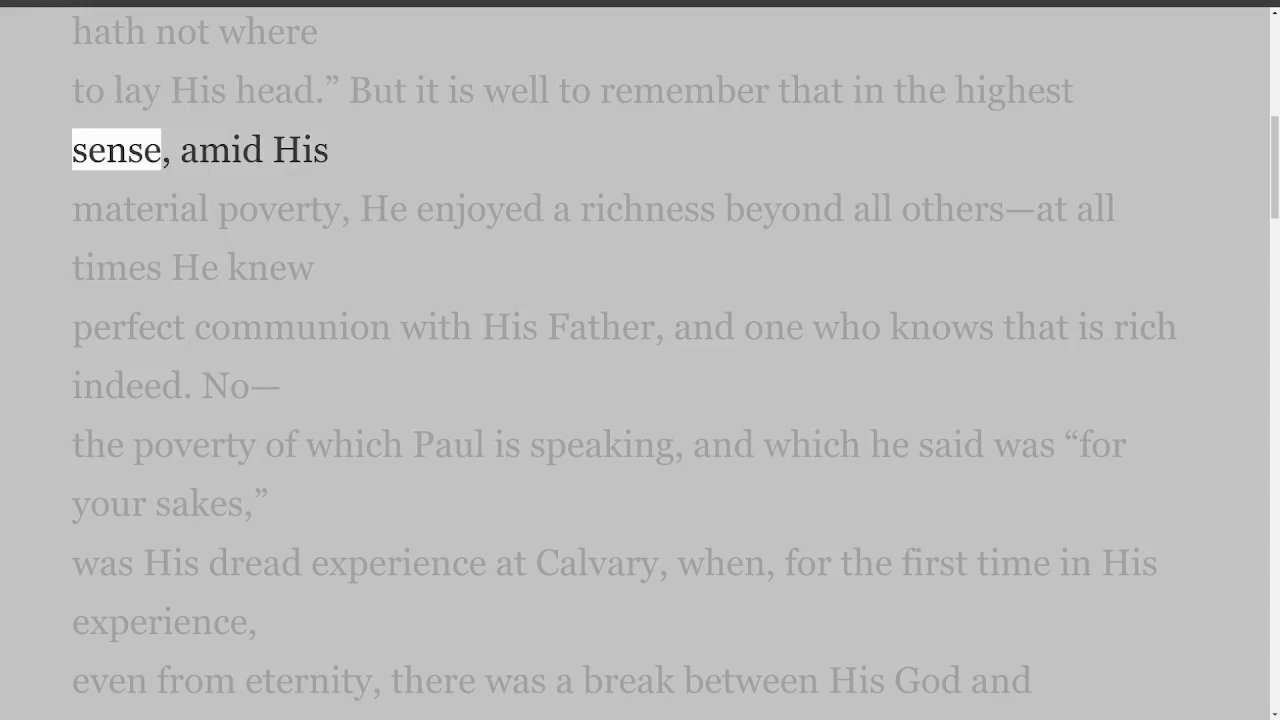 hath not where
to lay His head.” But it is well to remember that in the highest
sense, amid His
material poverty, He enjoyed a richness beyond all others—at all
times He knew
perfect communion with His Father, and one who knows that is rich
indeed. No—
the poverty of which Paul is speaking, and which he said was “for
your sakes,”
was His dread experience at Calvary, when, for the first time in His
experience,
even from eternity, there was a break between His God and